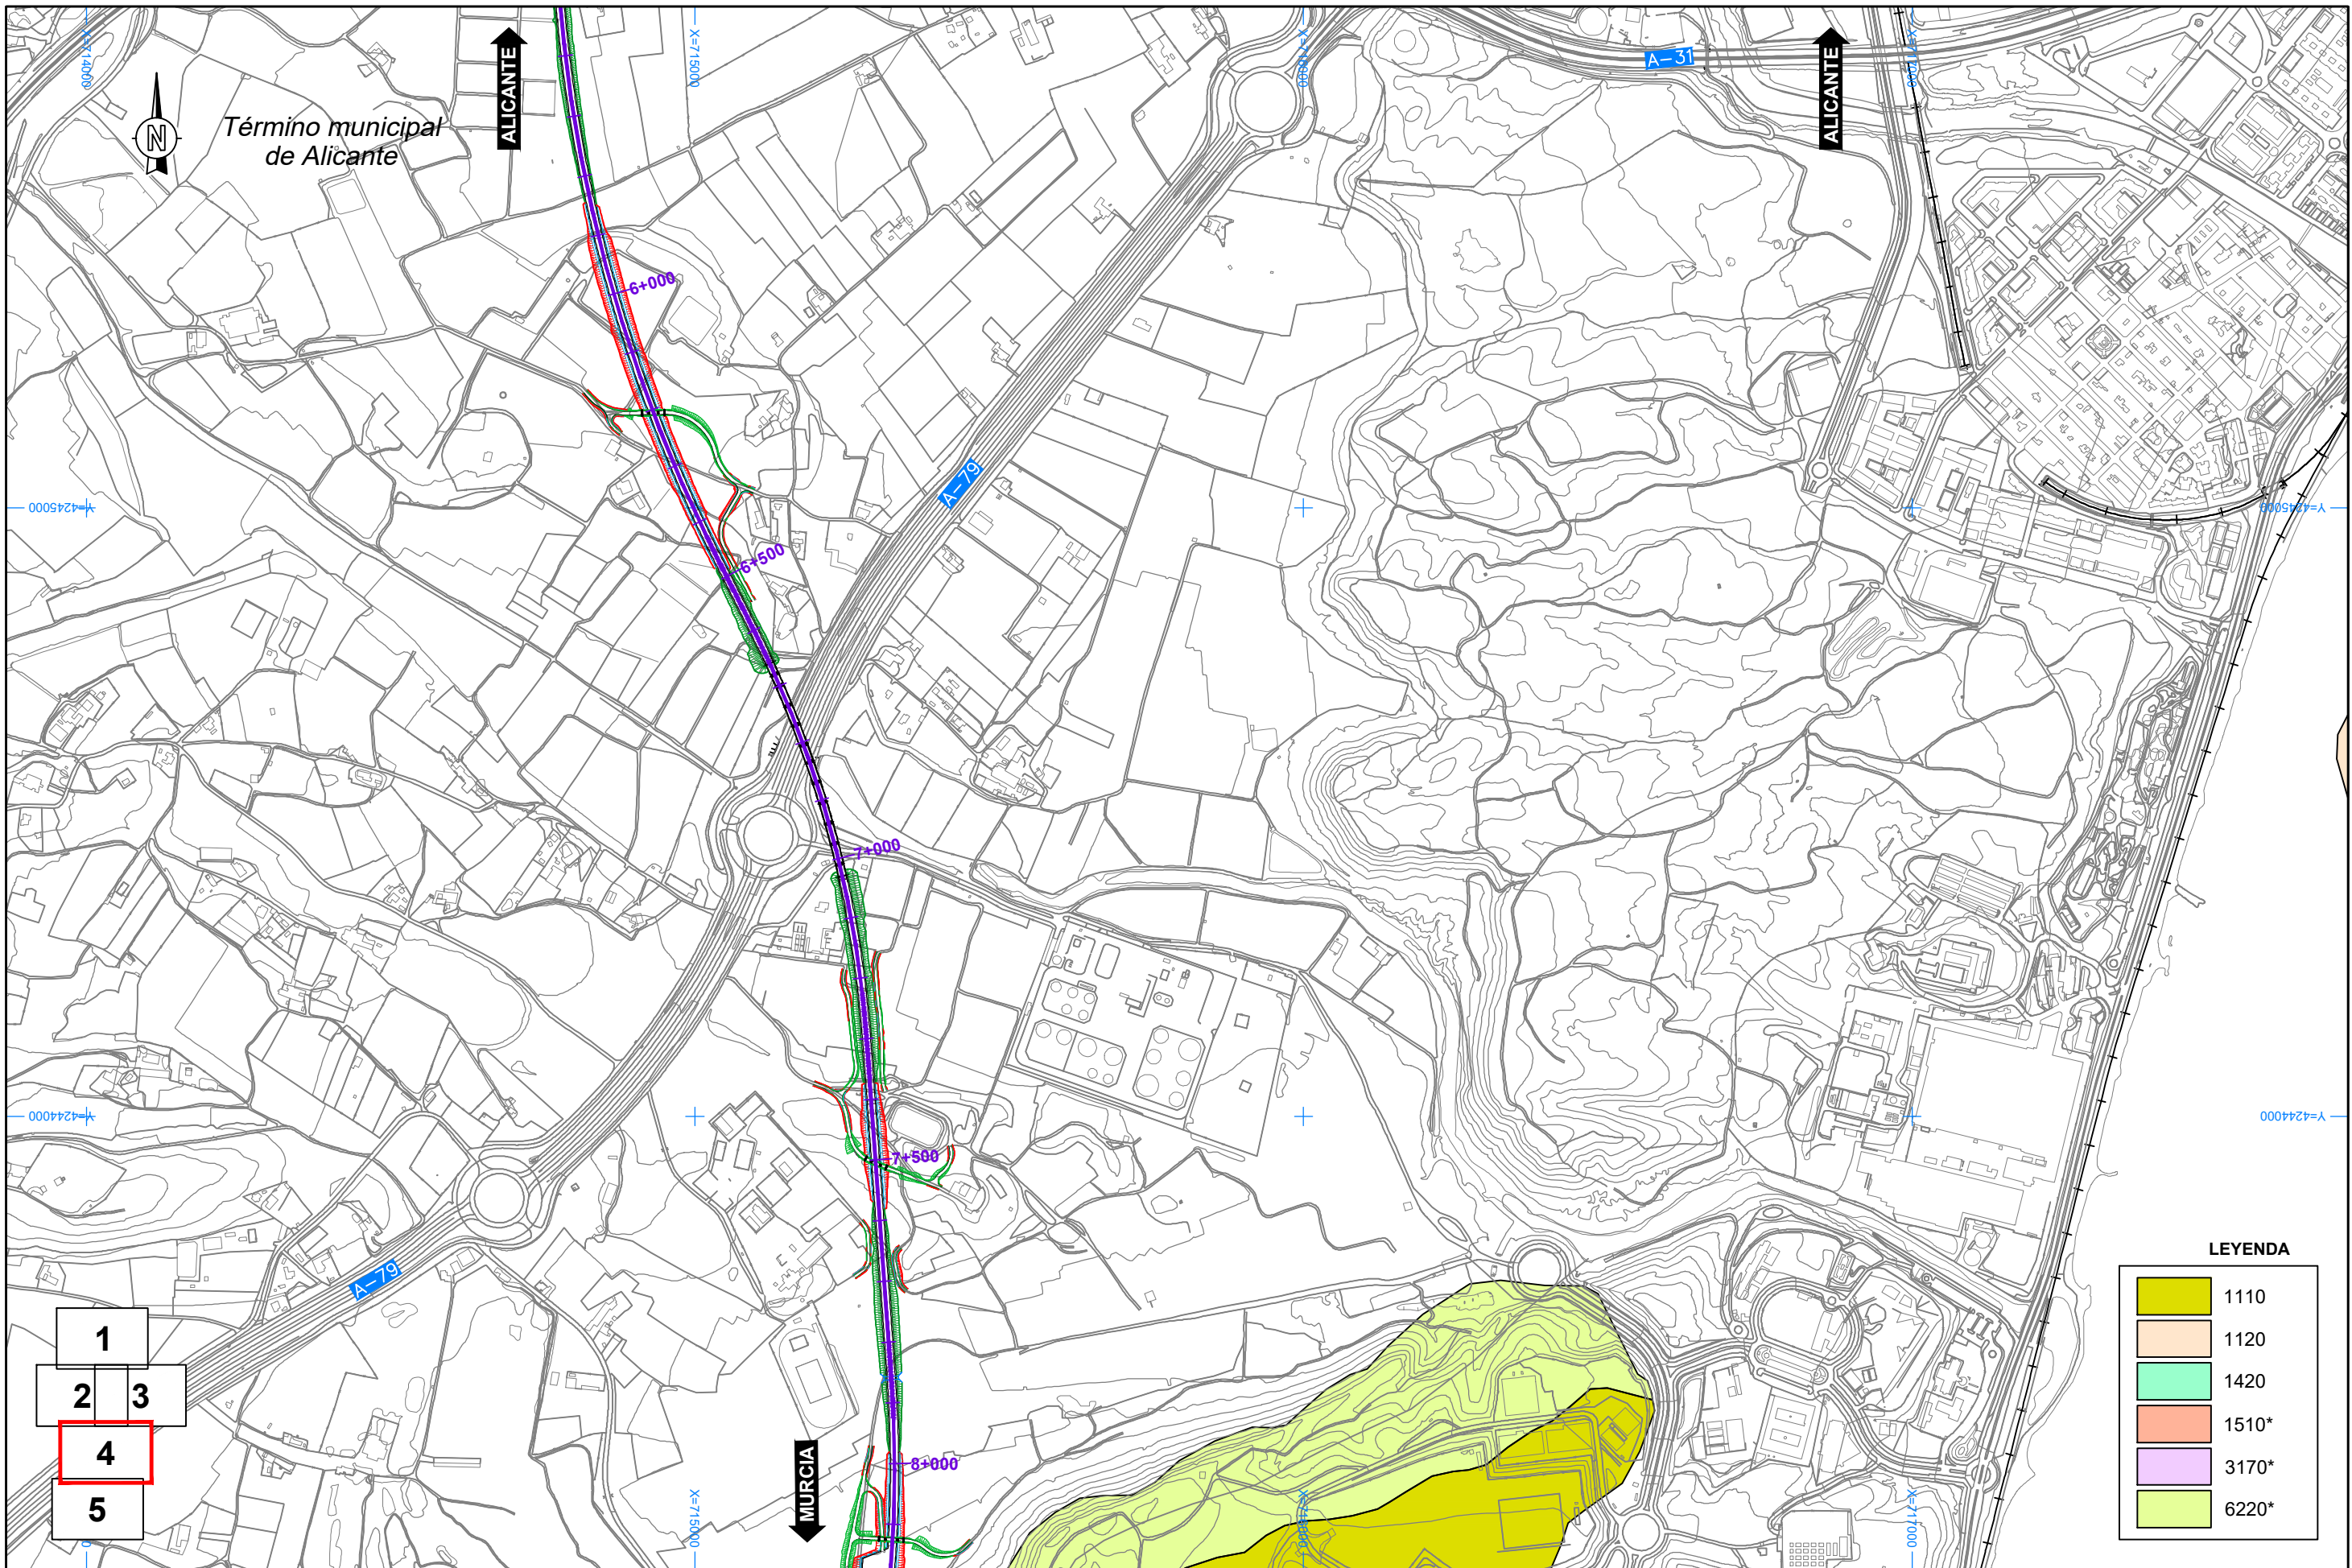 X=714000
X=715000
X=716000
X=717000
ALICANTE
ALICANTE
A-31
N
Término municipal
de Alicante
6+000
A-79
Y=4245000
Y=4245000
6+500
7+000
Y=4244000
Y=4244000
7+500
A-79
8+000
MURCIA
X=715000
X=717000
1
2
3
4
5
LEYENDA
1110
1120
1420
1510*
3170*
6220*